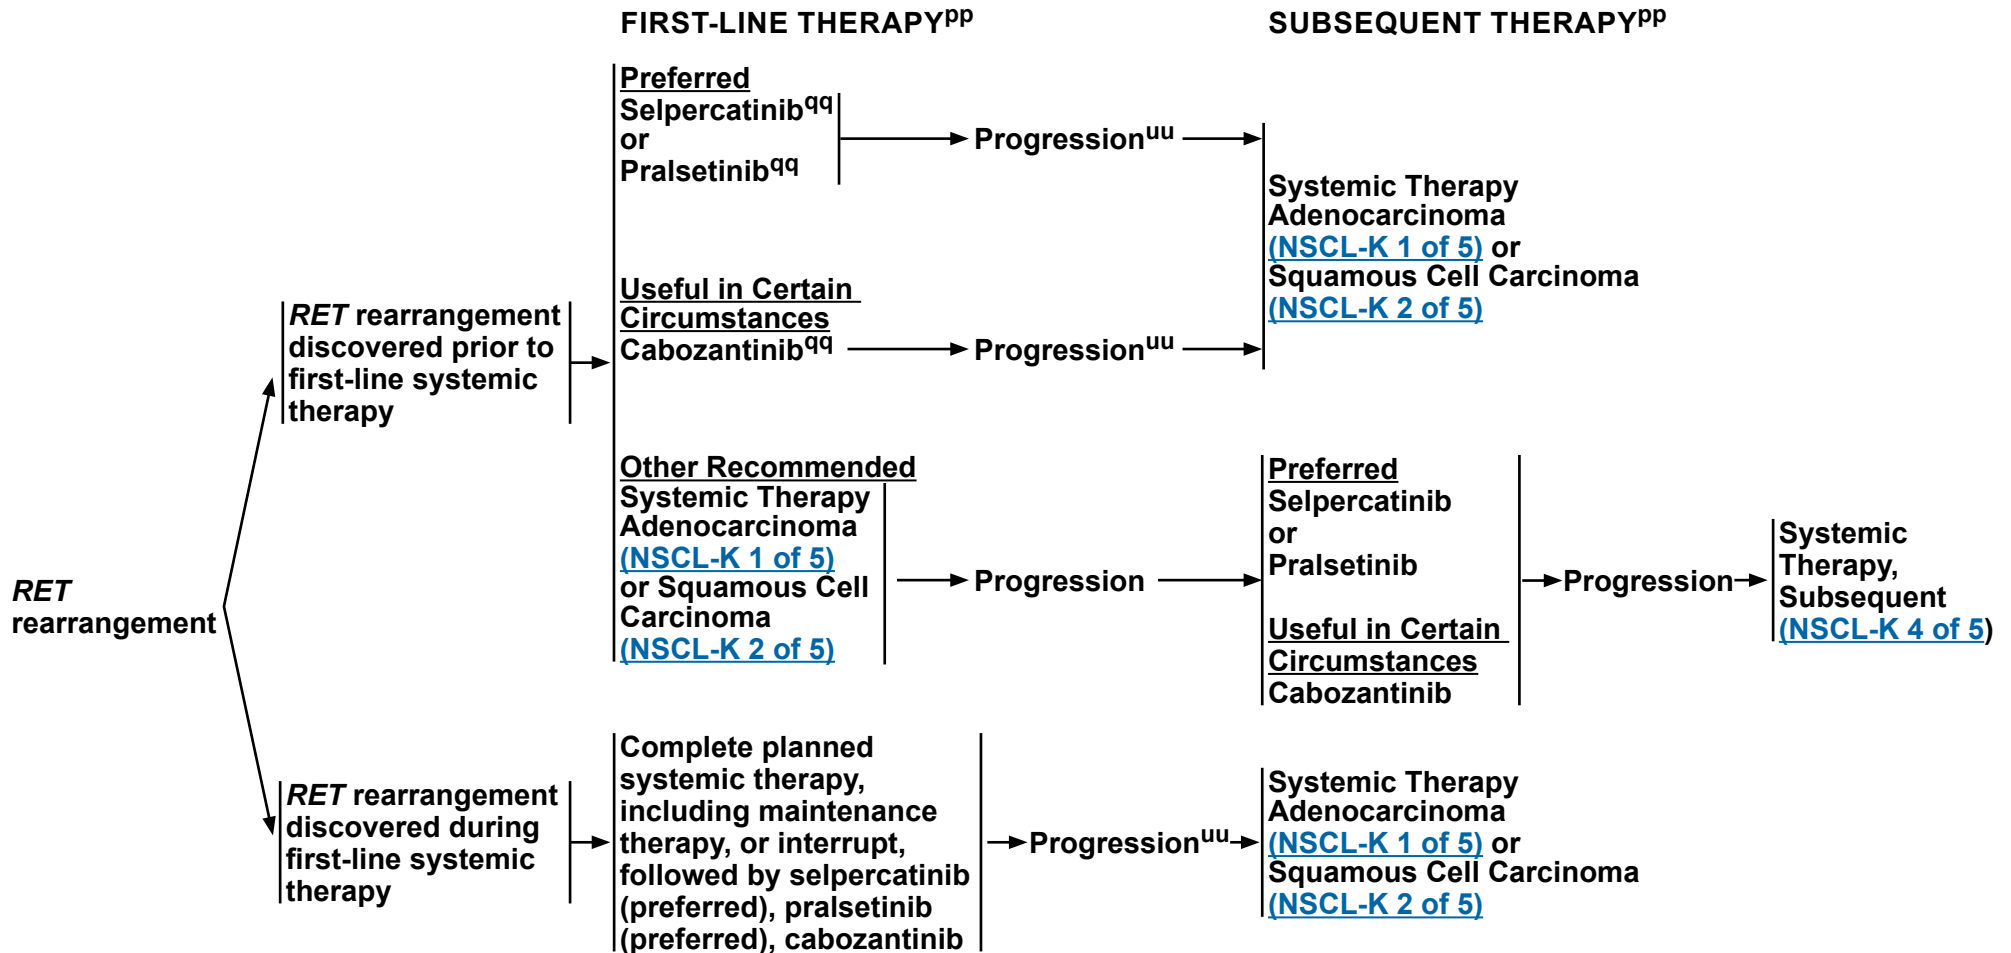 FIRST-LINE THERAPYpp
SUBSEQUENT THERAPYpp
RET
rearrangement
RET rearrangement
discovered prior to
first-line systemic
therapy
Preferred
Selpercatinibqq
or
Pralsetinibqq
Progressionuu
Useful in Certain
Circumstances
Cabozantinibqq
Progressionuu
Systemic Therapy
Adenocarcinoma
(NSCL-K 1 of 5) or
Squamous Cell Carcinoma
(NSCL-K 2 of 5)
Other Recommended
Systemic Therapy
Adenocarcinoma
(NSCL-K 1 of 5)
or Squamous Cell
Carcinoma
(NSCL-K 2 of 5)
Progression
Preferred
Selpercatinib
or
Pralsetinib
Useful in Certain
Circumstances
Cabozantinib
Progression
Systemic
Therapy,
Subsequent
(NSCL-K 4 of 5)
RET rearrangement
discovered during
first-line systemic
therapy
Complete planned
systemic therapy,
including maintenance
therapy, or interrupt,
followed by selpercatinib
(preferred), pralsetinib
(preferred), cabozantinib
Progressionuu
Systemic Therapy
Adenocarcinoma
(NSCL-K 1 of 5) or
Squamous Cell Carcinoma
(NSCL-K 2 of 5)